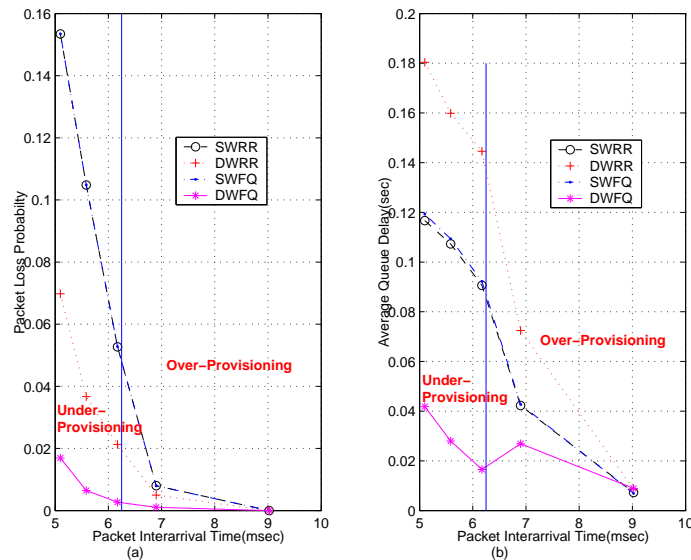 0.16
0.14
0.12
0.1
0.08
0.06
0.04
0.02
0
Packet Loss Probabilty
SWRR
DWRR
SWFQ
DWFQ
Over-Provisioning
Under-
Provisioning
5 6 7 8 9 10
Packet Interarrival Time(msec)
(a)
0.2
0.18
0.16
0.14
0.12
0.1
0.08
0.06
0.04
0.02
0
Average Queue Delay(sec)
SWRR
DWRR
SWFQ
DWFQ
Over-Provisioning
Under-
Provisioning
5 6 7 8 9 10
Packet Interarrival Time(msec)
(b)